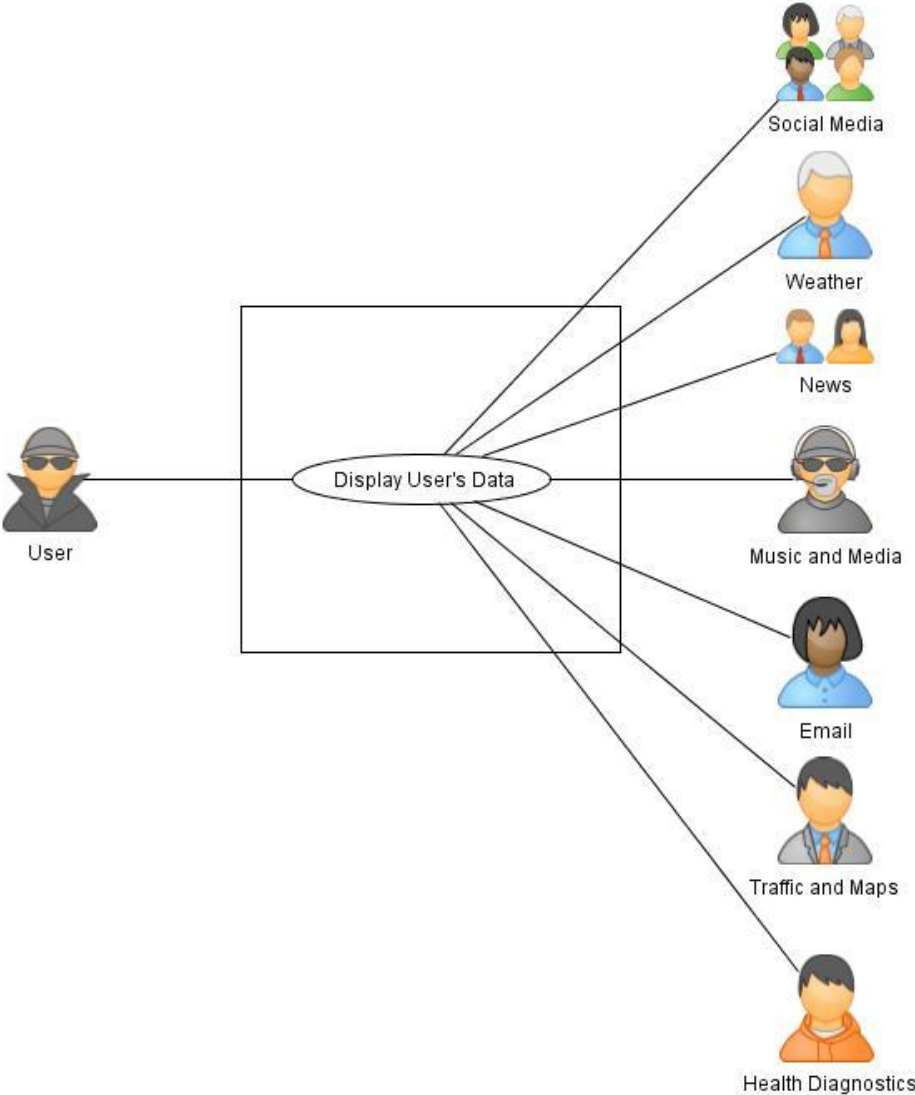 Social Media
Weather
News
User
Display User's Data
Music and Media
Email
Traffic and Maps
Health Diagnostics